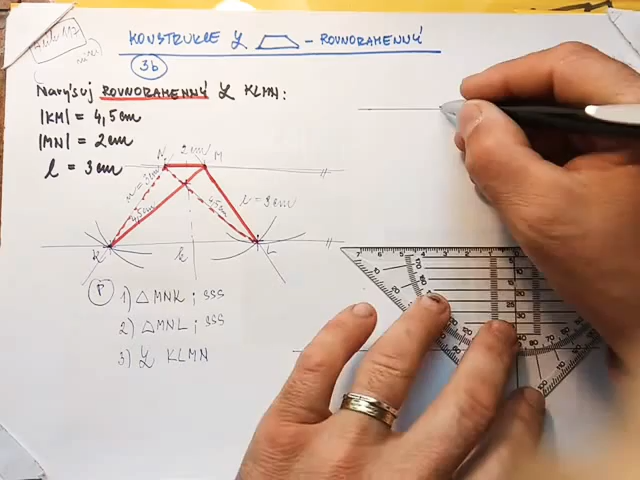 KONSTRUKCE Z – ROVNORAMENNÝ
3b
Narýsuj ROVNORAMENNÝ Z KLMN:
|KM| = 4,5 cm
|MN| = 2 cm
l = 3 cm
2 cm
N M
n = 3 cm
4,5 cm
4,5 cm
l = 3 cm
K k L
P
1) △ MNK ; SSS
2) △ MNL ; SSS
3) Z KLMN